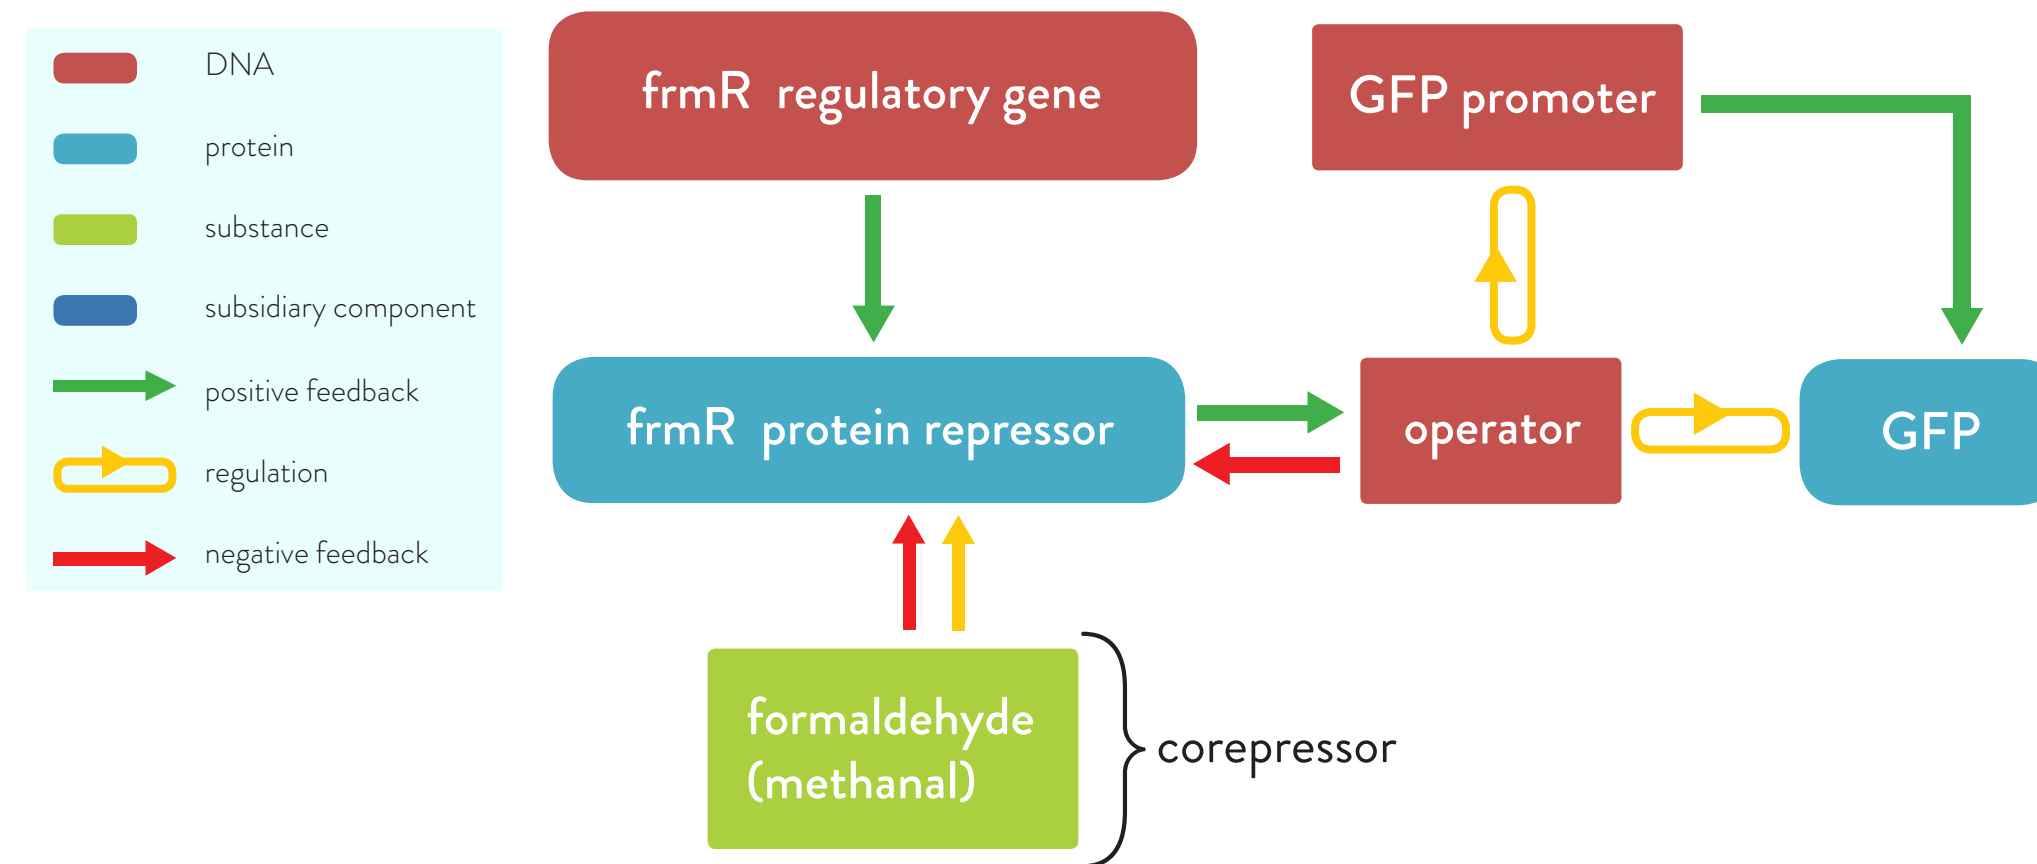 DNA
protein
substance
subsidiary component
positive feedback
regulation
negative feedback
frmR regulatory gene
GFP promoter
frmR protein repressor
operator
GFP
formaldehyde
(methanal)
corepressor